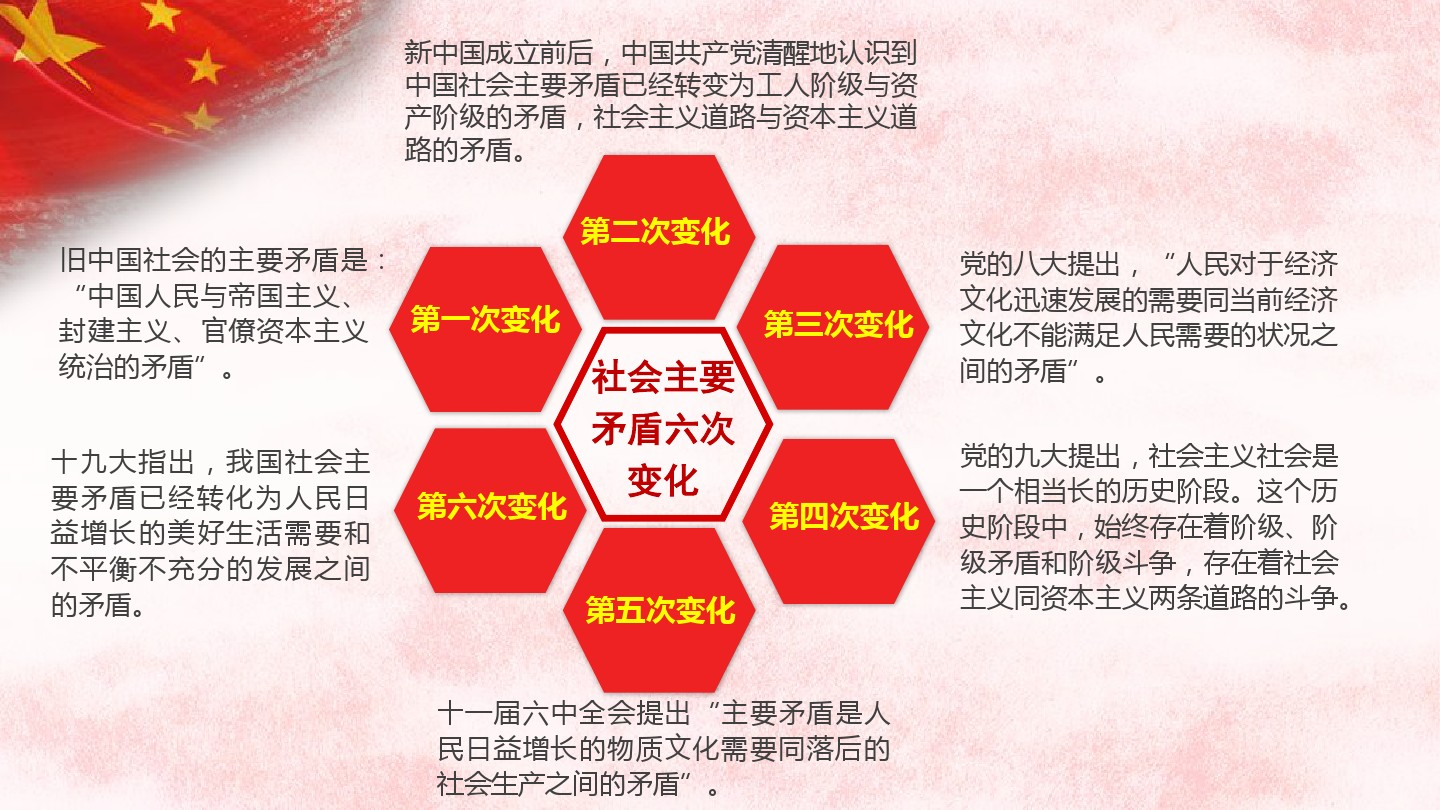 新中国成立前后，中国共产党清醒地认识到
中国社会主要矛盾已经转变为工人阶级与资
产阶级的矛盾，社会主义道路与资本主义道
路的矛盾。
第二次变化
旧中国社会的主要矛盾是：
“中国人民与帝国主义、
封建主义、官僚资本主义
统治的矛盾”。
第一次变化
第三次变化
党的八大提出，“人民对于经济
文化迅速发展的需要同当前经济
文化不能满足人民需要的状况之
间的矛盾”。
社会主要
矛盾六次
变化
十九大指出，我国社会主
要矛盾已经转化为人民日
益增长的美好生活需要和
不平衡不充分的发展之间
的矛盾。
第六次变化
第四次变化
党的九大提出，社会主义社会是
一个相当长的历史阶段。这个历
史阶段中，始终存在着阶级、阶
级矛盾和阶级斗争，存在着社会
主义同资本主义两条道路的斗争。
第五次变化
十一届六中全会提出“主要矛盾是人
民日益增长的物质文化需要同落后的
社会生产之间的矛盾”。